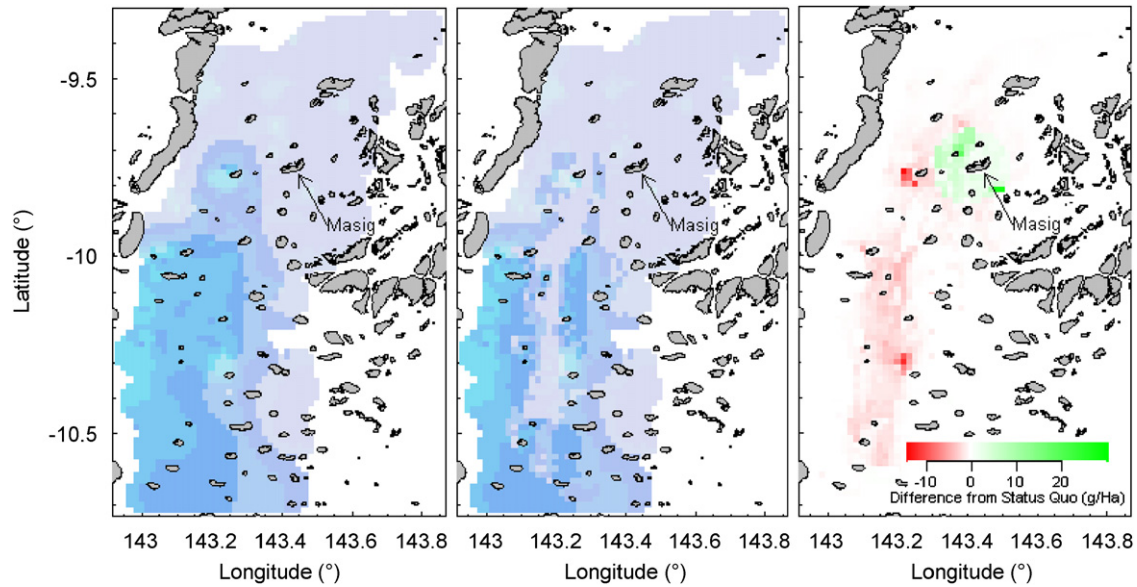 Latitude (°)
-9.5
-10
-10.5
Masig
Masig
Masig
-10 0 10 20
Difference from Status Quo (g/Ha)
143 143.2 143.4 143.6 143.8
143 143.2 143.4 143.6 143.8
143 143.2 143.4 143.6 143.8
Longitude (°)
Longitude (°)
Longitude (°)